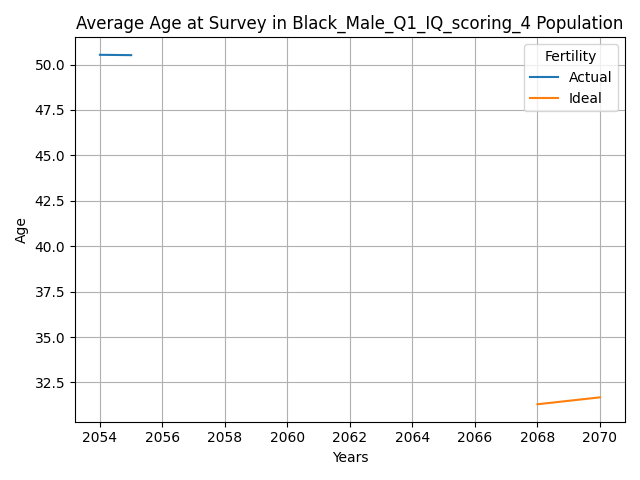 Average Age at Survey in Black_Male_Q1_IQ_scoring_4 Population
Fertility
Actual
Ideal
50.0
47.5
45.0
42.5
40.0
37.5
35.0
32.5
Age
2054 2056 2058 2060 2062 2064 2066 2068 2070
Years